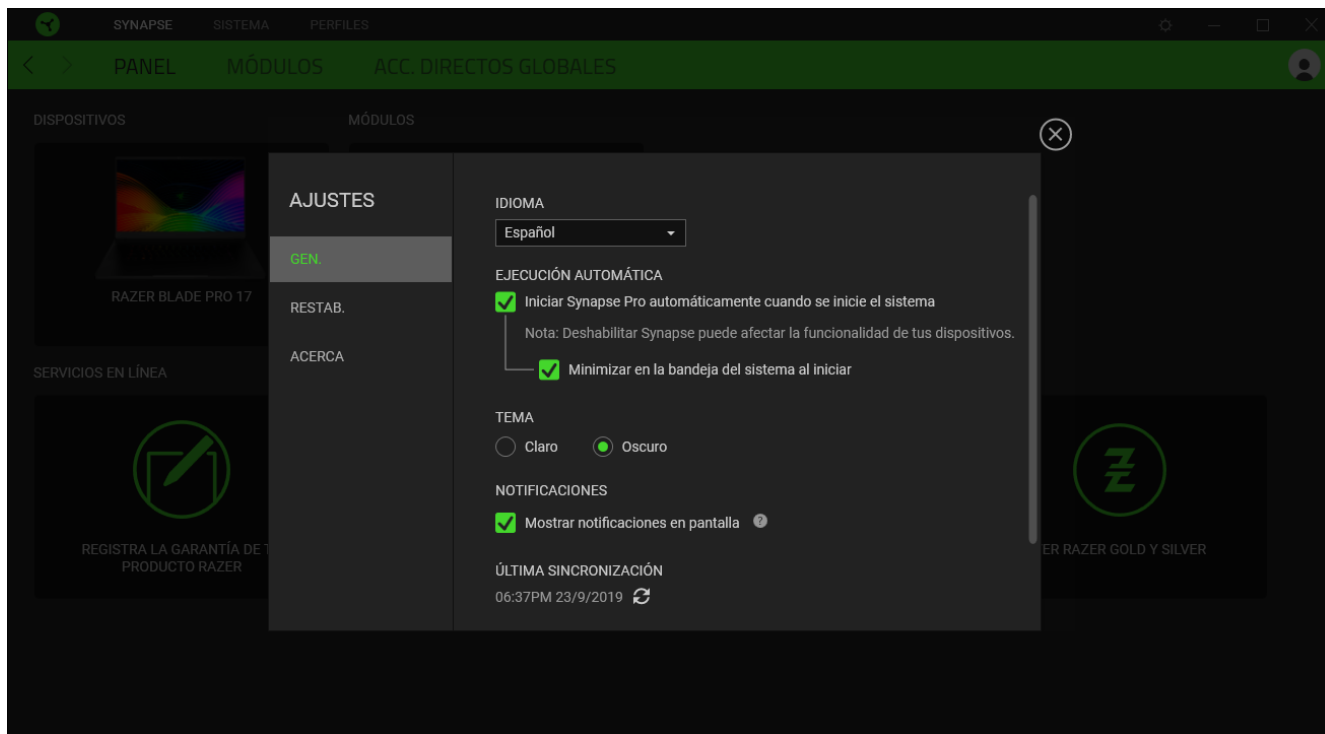 SYNAPSE
SISTEMA
PERFILES
PANEL
MÓDULOS
ACC. DIRECTOS GLOBALES
DISPOSITIVOS
MÓDULOS
RAZER BLADE PRO 17
SERVICIOS EN LÍNEA
REGISTRA LA GARANTÍA DE
PRODUCTO RAZER
RAZER GOLD Y SILVER
AJUSTES
GEN.
RESTAB.
ACERCA
IDIOMA
Español
EJECUCIÓN AUTOMÁTICA
Iniciar Synapse Pro automáticamente cuando se inicie el sistema
Nota: Deshabilitar Synapse puede afectar la funcionalidad de tus dispositivos.
Minimizar en la bandeja del sistema al iniciar
TEMA
Claro
Oscuro
NOTIFICACIONES
Mostrar notificaciones en pantalla
ÚLTIMA SINCRONIZACIÓN
06:37PM 23/9/2019